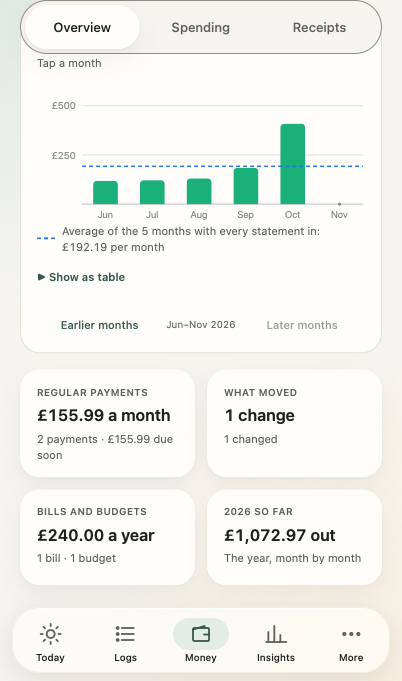 Overview
Spending
Receipts
Tap a month
£500
£250
Jun
Jul
Aug
Sep
Oct
Nov
Average of the 5 months with every statement in:
£192.19 per month
Show as table
Earlier months
Jun–Nov 2026
Later months
REGULAR PAYMENTS
£155.99 a month
2 payments · £155.99 due
soon
WHAT MOVED
1 change
1 changed
BILLS AND BUDGETS
£240.00 a year
1 bill · 1 budget
2026 SO FAR
£1,072.97 out
The year, month by month
Today
Logs
Money
Insights
More